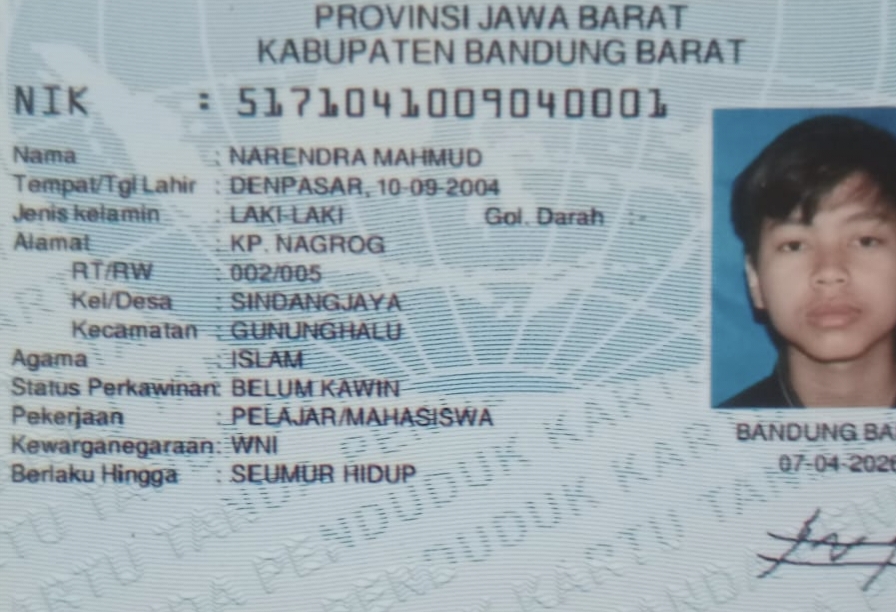 PROVINSI JAWA BARAT
KABUPATEN BANDUNG BARAT
NIK : 5171041009040001
Nama : NARENDRA MAHMUD
Tempat/Tgl Lahir : DENPASAR, 10-09-2004
Jenis kelamin : LAKI-LAKI Gol. Darah : -
Alamat : KP. NAGROG
RT/RW : 002/005
Kel/Desa : SINDANGJAYA
Kecamatan : GUNUNGHALU
Agama : ISLAM
Status Perkawinan: BELUM KAWIN
Pekerjaan : PELAJAR/MAHASISWA
Kewarganegaraan: WNI
Berlaku Hingga : SEUMUR HIDUP
BANDUNG BA
07-04-202